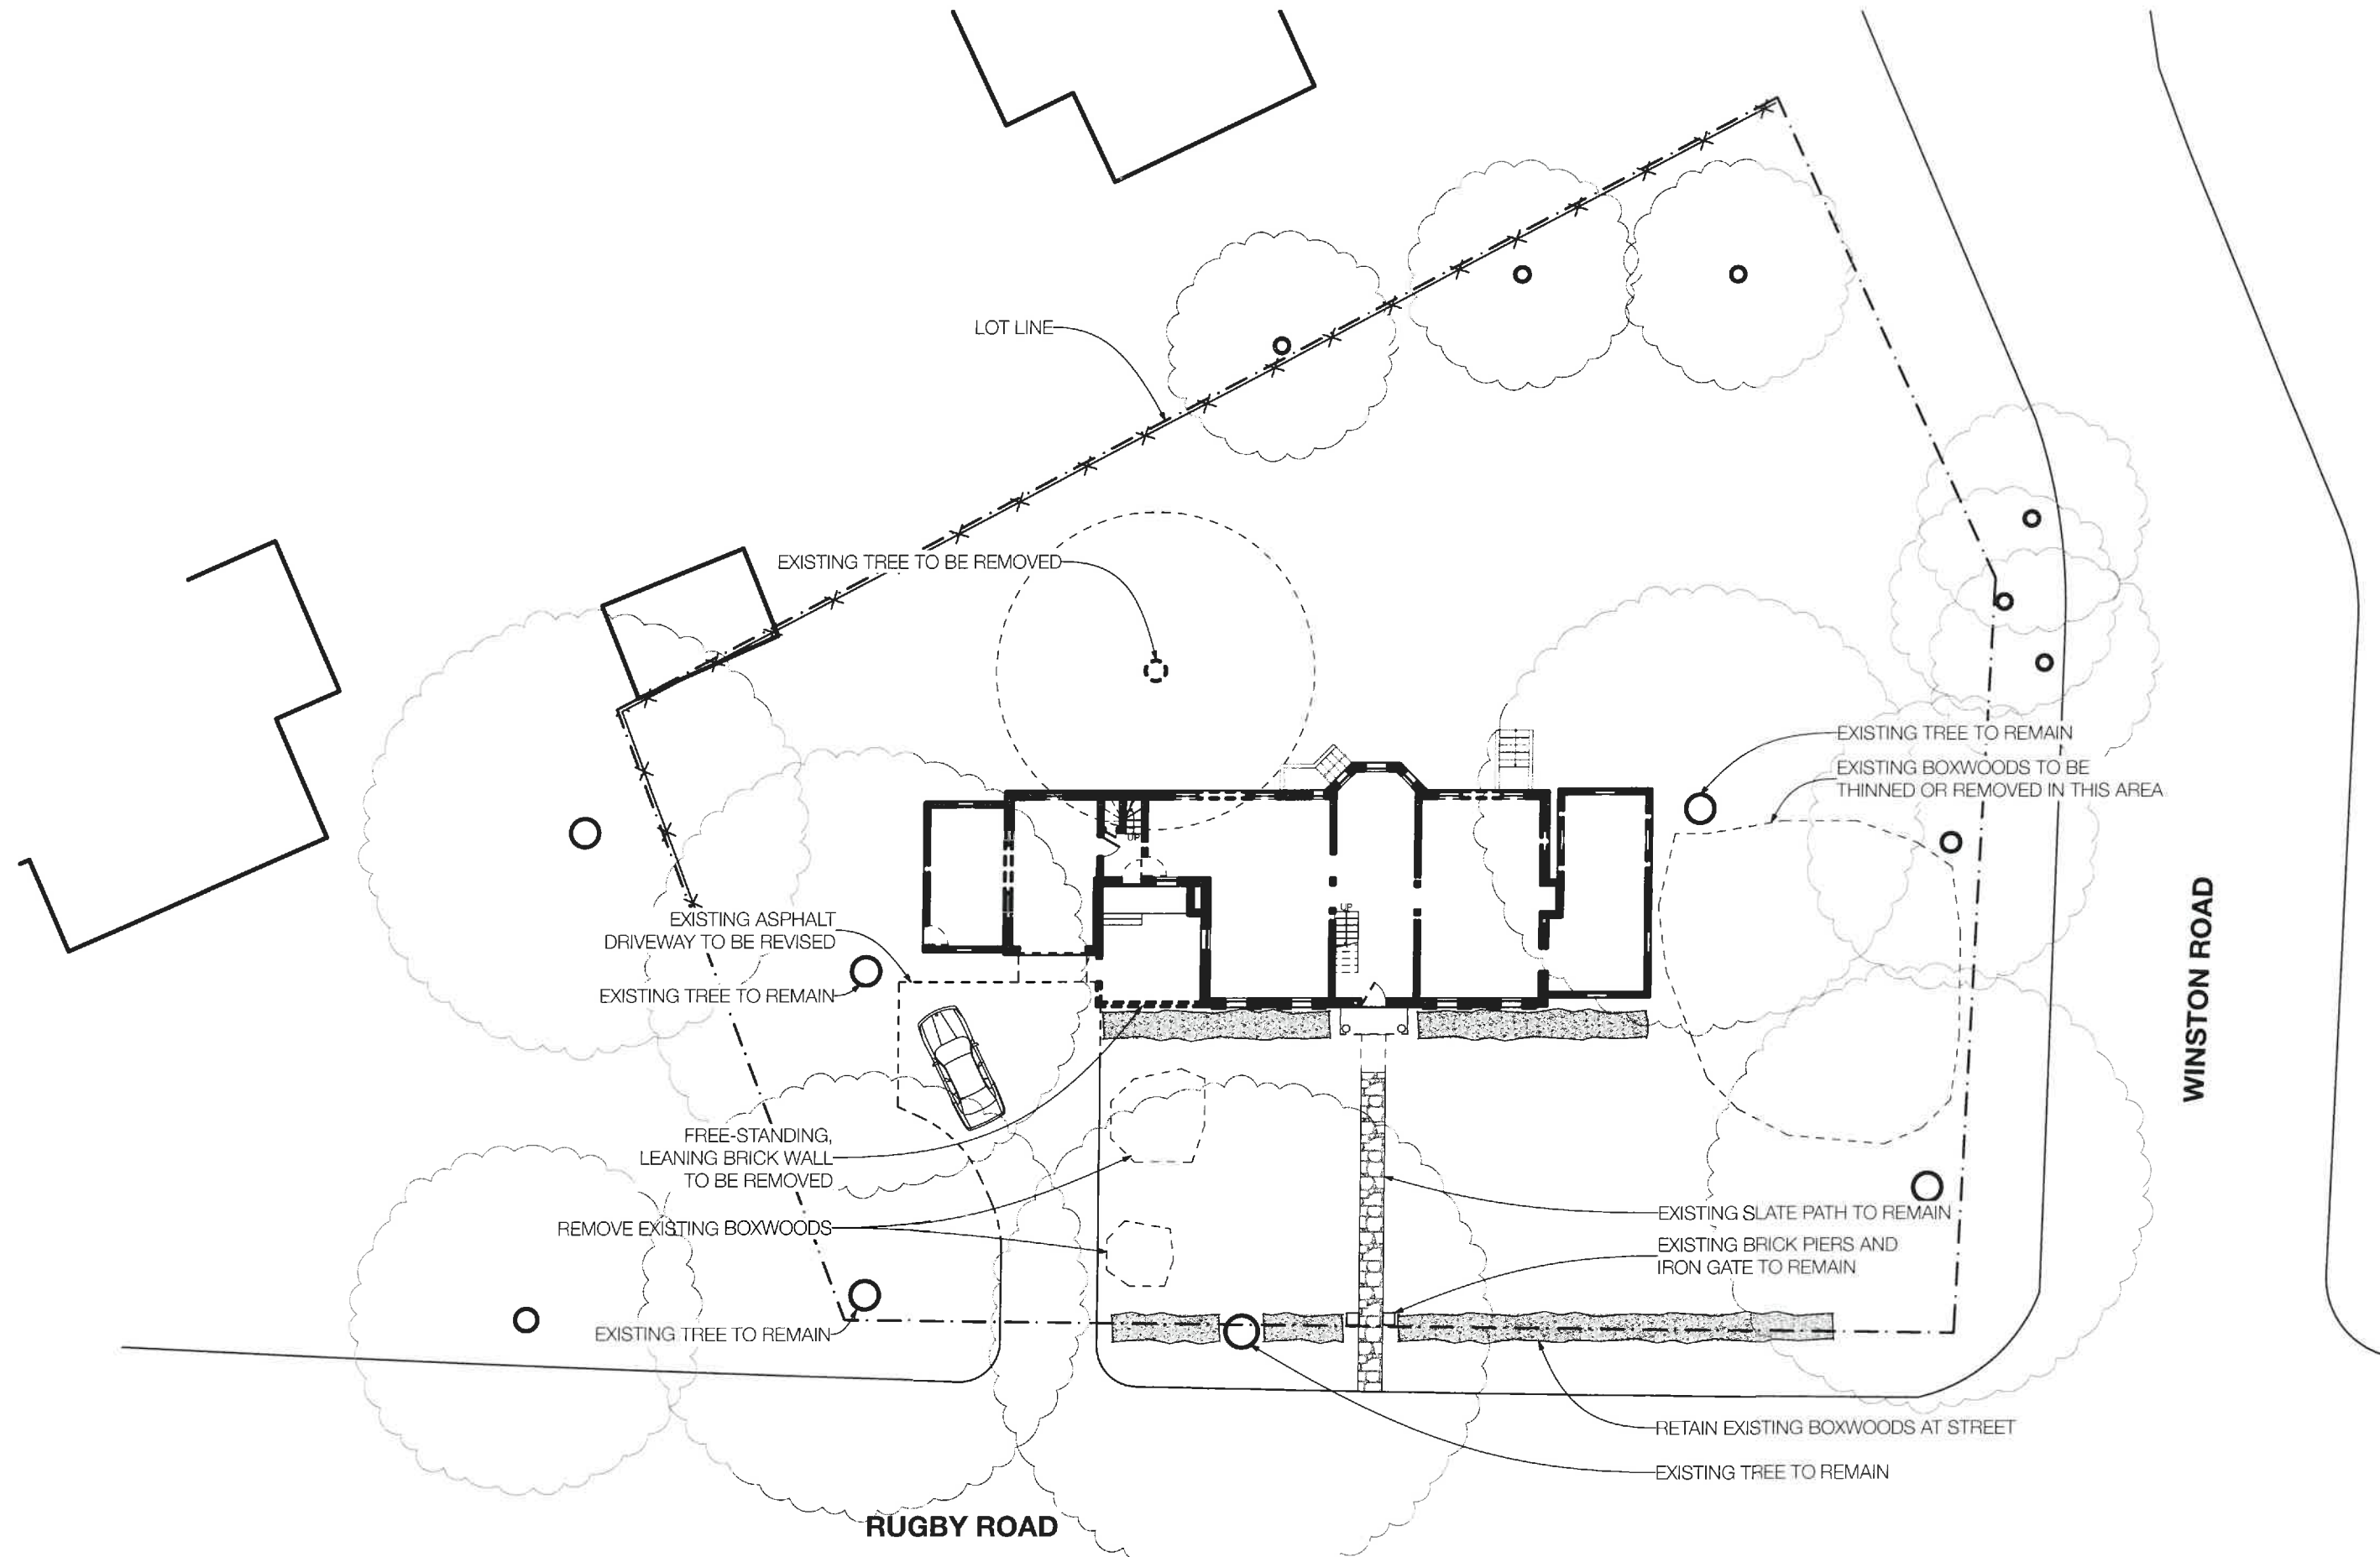 LOT LINE
EXISTING TREE TO BE REMOVED
EXISTING TREE TO REMAIN
EXISTING BOXWOODS TO BE
THINNED OR REMOVED IN THIS AREA
UP
UP
EXISTING ASPHALT
DRIVEWAY TO BE REVISED
EXISTING TREE TO REMAIN
WINSTON ROAD
FREE-STANDING,
LEANING BRICK WALL
TO BE REMOVED
REMOVE EXISTING BOXWOODS
EXISTING SLATE PATH TO REMAIN
EXISTING BRICK PIERS AND
IRON GATE TO REMAIN
EXISTING TREE TO REMAIN
RETAIN EXISTING BOXWOODS AT STREET
EXISTING TREE TO REMAIN
RUGBY ROAD